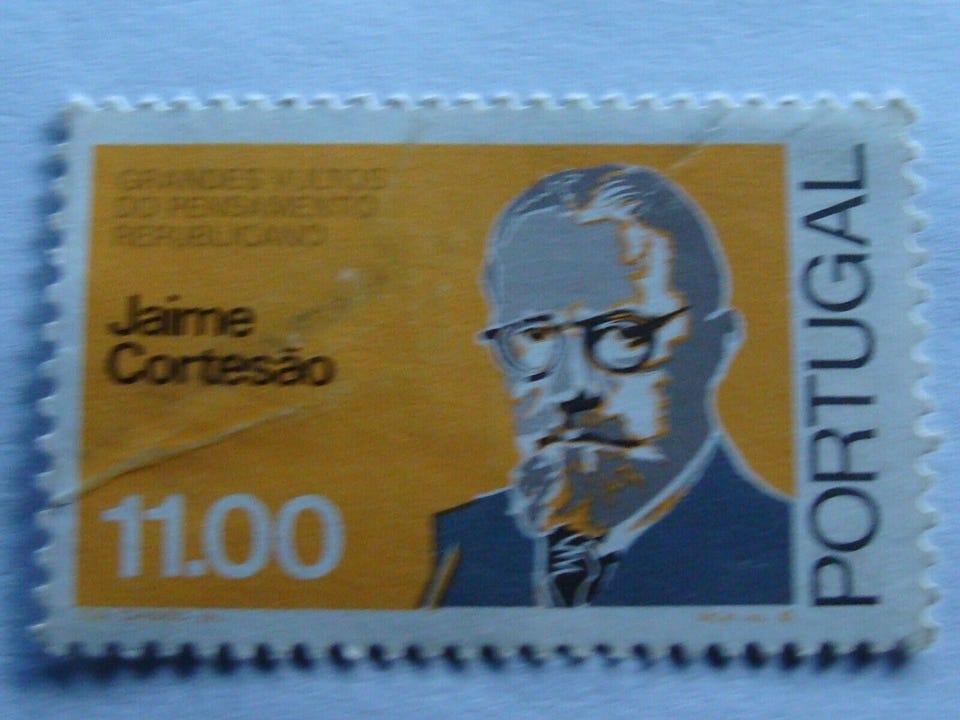 GRANDES VULTOS
DO PENSAMENTO
REPUBLICANO
Jaime
Cortesão
11.00
PORTUGAL